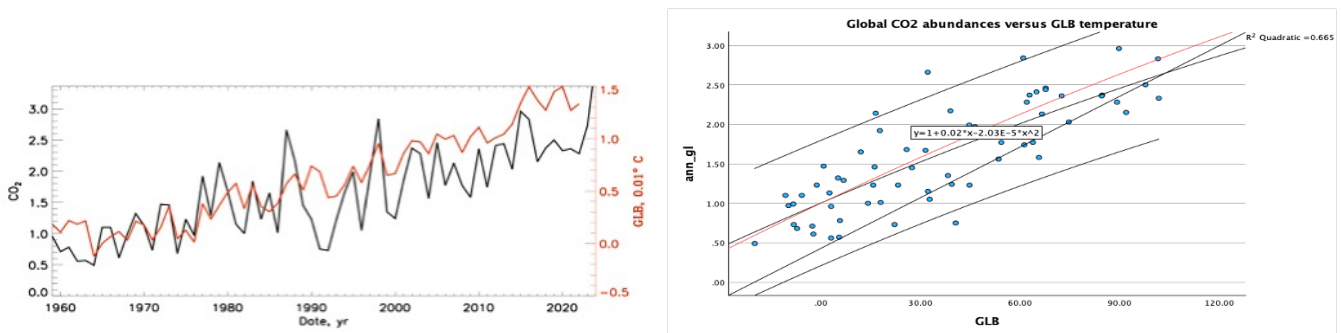 3.0
2.5
2.0
1.5
1.0
0.5
0.0
CO2
1.5
1.0
0.5
0.0
−0.5
GLB, 0.01° C
1960 1970 1980 1990 2000 2010 2020
Date, yr
Global CO2 abundances versus GLB temperature
R² Quadratic =0.665
3.00
2.50
2.00
1.50
1.00
.50
.00
ann_gl
y=1+0.02*x−2.03E-5*x^2
.00 30.00 60.00 90.00 120.00
GLB